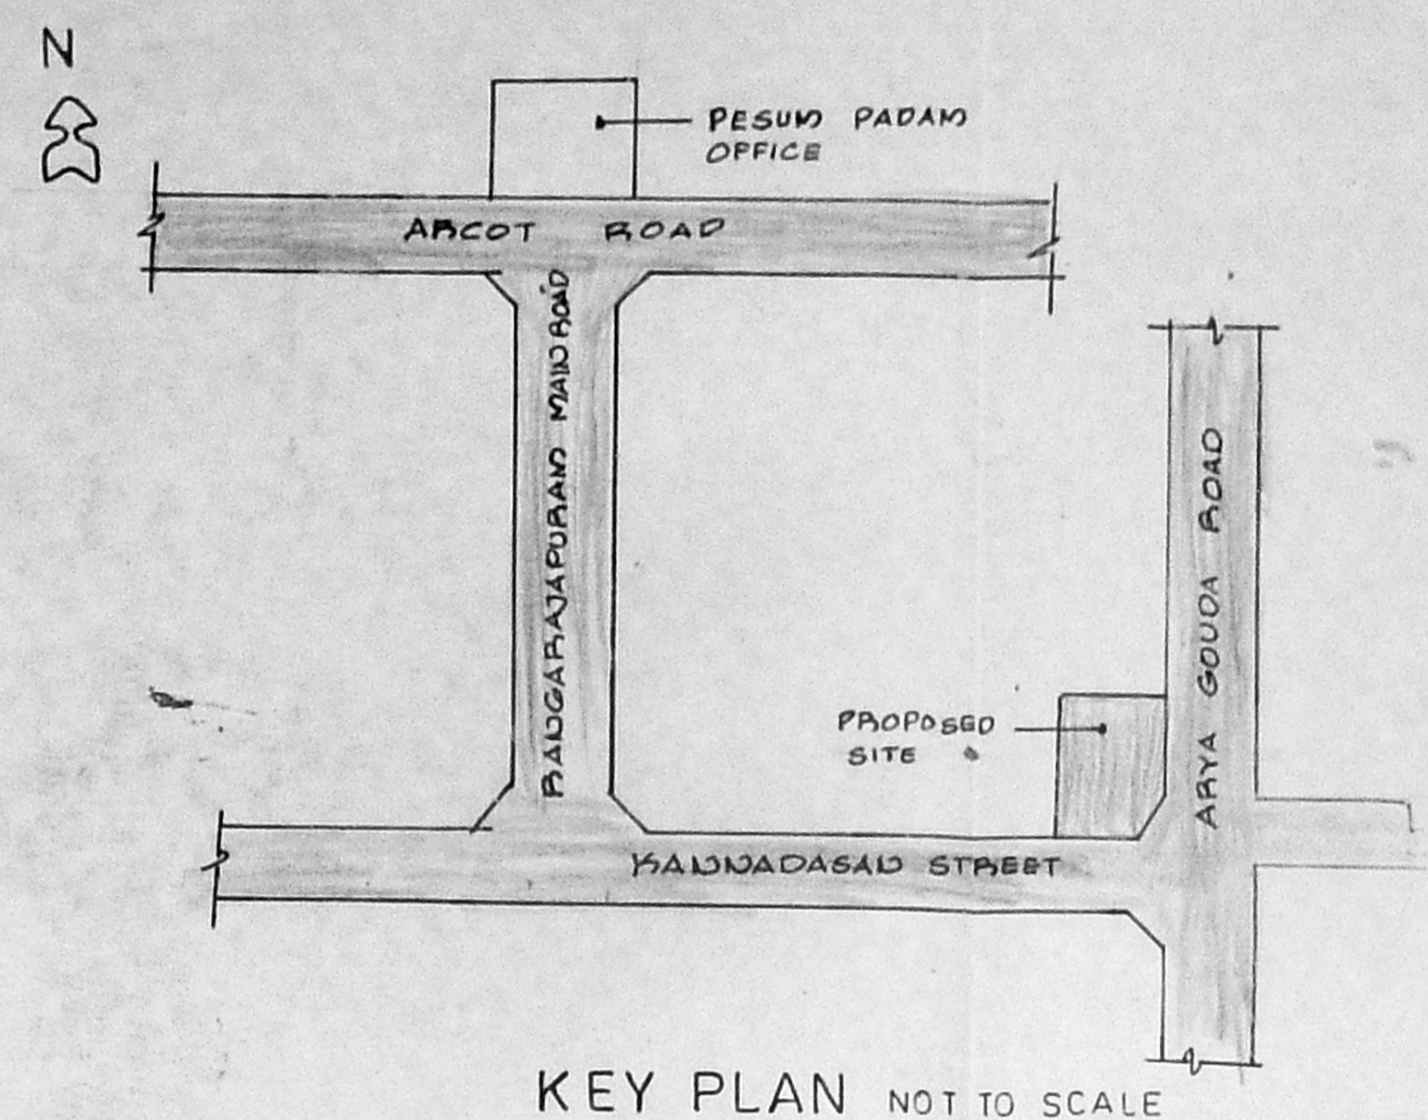 N
PESUM PADAM
OFFICE
ARCOT ROAD
RANGARAJAPURAM MAIN ROAD
ARYA GOUDA ROAD
PROPOSED
SITE
KANNADASAN STREET
KEY PLAN NOT TO SCALE